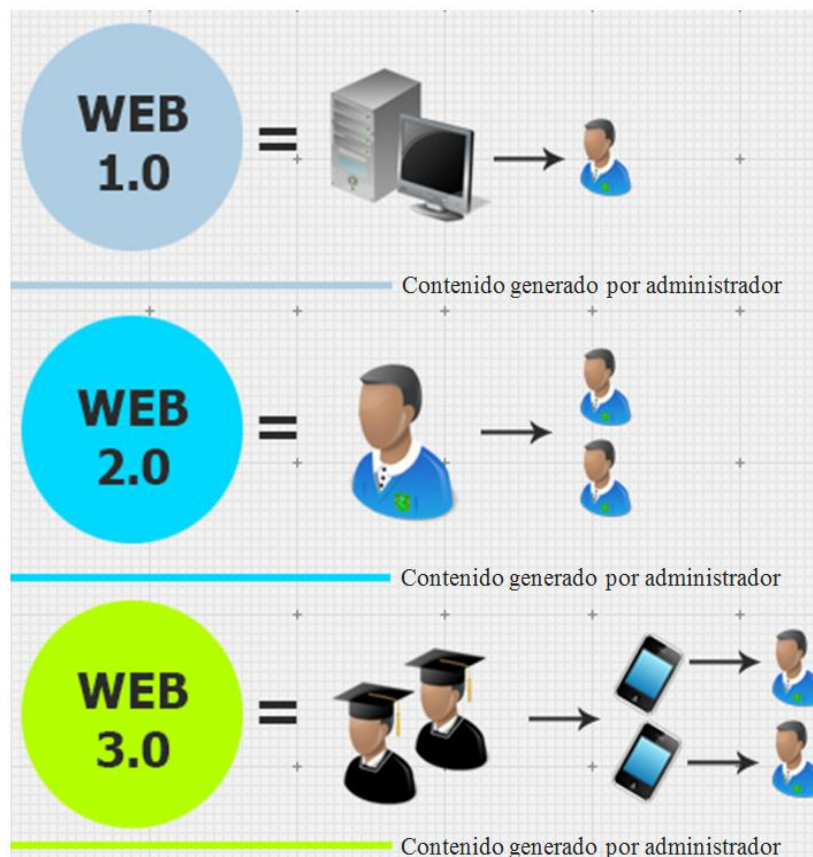 WEB
1.0
=
Contenido generado por administrador
WEB
2.0
=
Contenido generado por administrador
WEB
3.0
=
Contenido generado por administrador